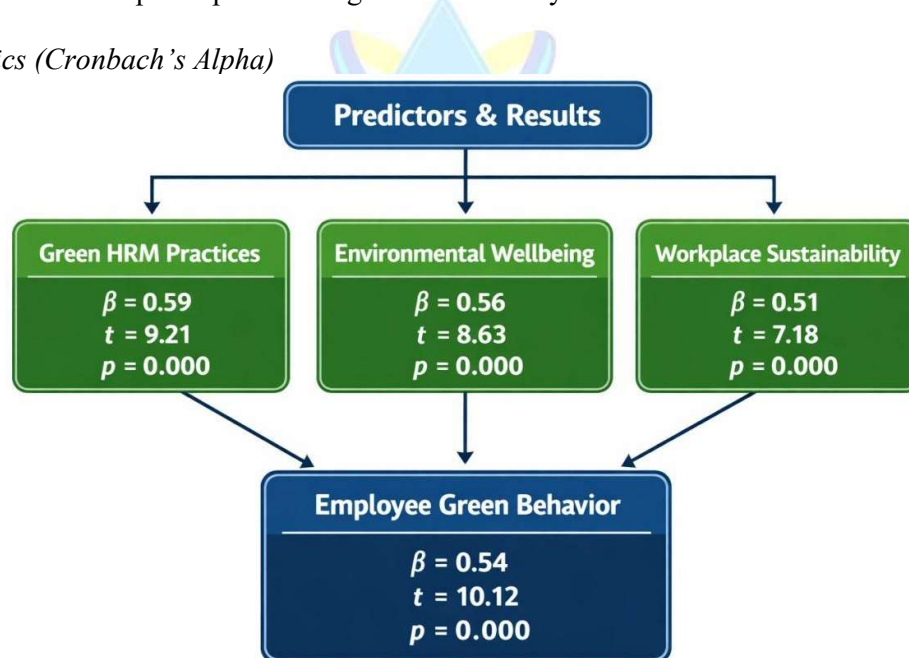 ics (Cronbach's Alpha)
Predictors & Results
Green HRM Practices
β = 0.59
t = 9.21
p = 0.000
Environmental Wellbeing
β = 0.56
t = 8.63
p = 0.000
Workplace Sustainability
β = 0.51
t = 7.18
p = 0.000
Employee Green Behavior
β = 0.54
t = 10.12
p = 0.000